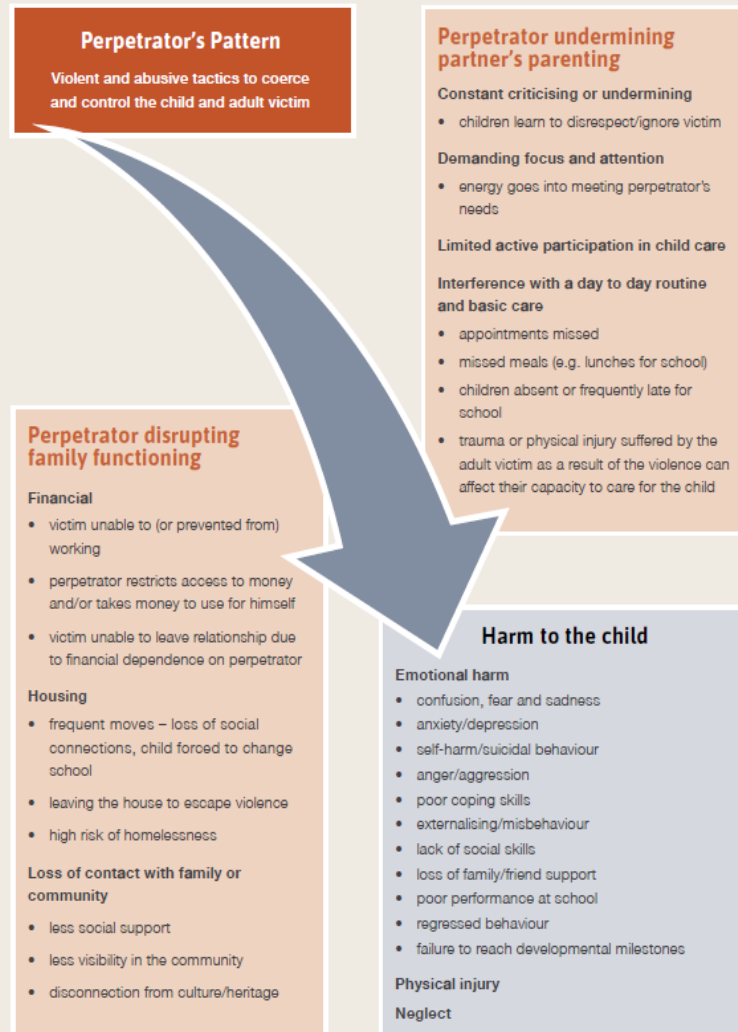 Perpetrator's Pattern
Violent and abusive tactics to coerce
and control the child and adult victim
Perpetrator undermining
partner's parenting
Constant criticising or undermining
• children learn to disrespect/ignore victim
Demanding focus and attention
• energy goes into meeting perpetrator's
needs
Limited active participation in child care
Interference with a day to day routine
and basic care
• appointments missed
• missed meals (e.g. lunches for school)
• children absent or frequently late for
school
• trauma or physical injury suffered by the
adult victim as a result of the violence can
affect their capacity to care for the child
Perpetrator disrupting
family functioning
Financial
• victim unable to (or prevented from)
working
• perpetrator restricts access to money
and/or takes money to use for himself
• victim unable to leave relationship due
to financial dependence on perpetrator
Housing
• frequent moves – loss of social
connections, child forced to change
school
• leaving the house to escape violence
• high risk of homelessness
Loss of contact with family or
community
• less social support
• less visibility in the community
• disconnection from culture/heritage
Harm to the child
Emotional harm
• confusion, fear and sadness
• anxiety/depression
• self-harm/suicidal behaviour
• anger/aggression
• poor coping skills
• externalising/misbehaviour
• lack of social skills
• loss of family/friend support
• poor performance at school
• regressed behaviour
• failure to reach developmental milestones
Physical injury
Neglect